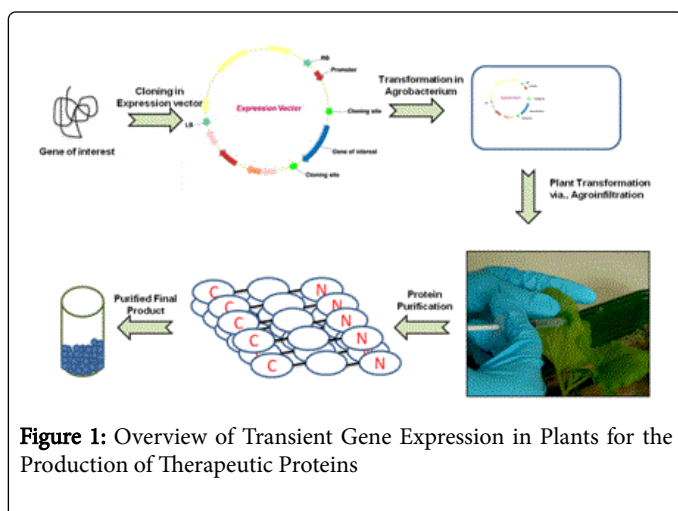 Gene of interest
Cloning in
Expression vector
RB
Promoter
Expression Vector
Cloning site
LB
Gene of interest
Cloning site
Transformation in
Agrobacterium
Plant Transformation
via.. Agroinfiltration
Protein
Purification
C N
C N
C N
C N
C N
Purified Final
Product
Figure 1: Overview of Transient Gene Expression in Plants for the
Production of Therapeutic Proteins